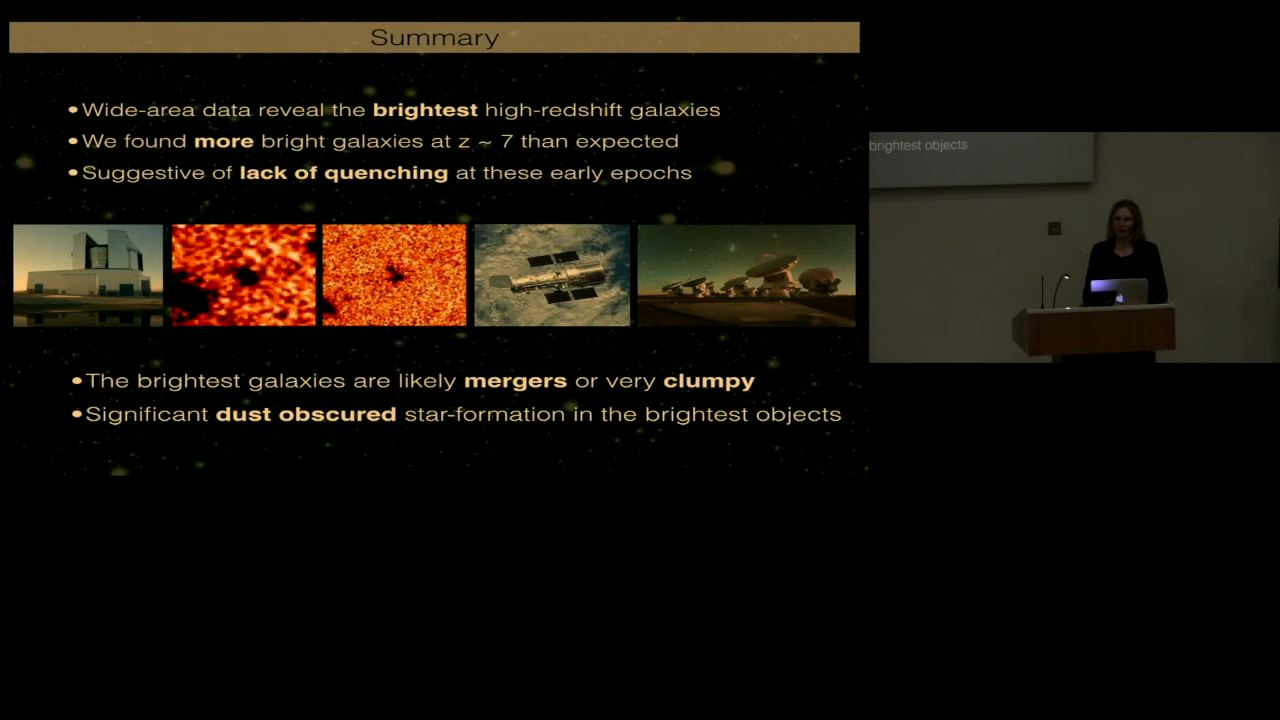 Summary
•Wide-area data reveal the brightest high-redshift galaxies
•We found more bright galaxies at z ~ 7 than expected
•Suggestive of lack of quenching at these early epochs
•The brightest galaxies are likely mergers or very clumpy
•Significant dust obscured star-formation in the brightest objects
brightest objects